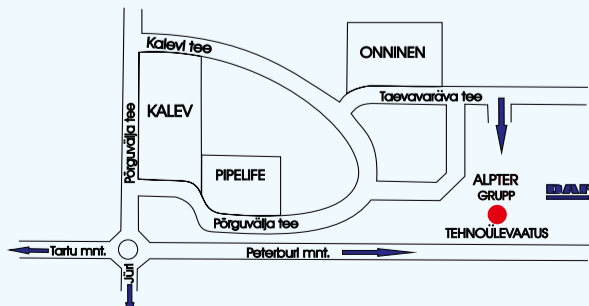 Kalevi tee
ONNINEN
Taevavaräva tee
KALEV
Põrguvälja tee
PIPELIFE
ALPTER
GRUPP
DAF
Põrguvälja tee
TEHNOÜLEVAATUS
Tartu mnt.
Peterburi mnt.
Jüri